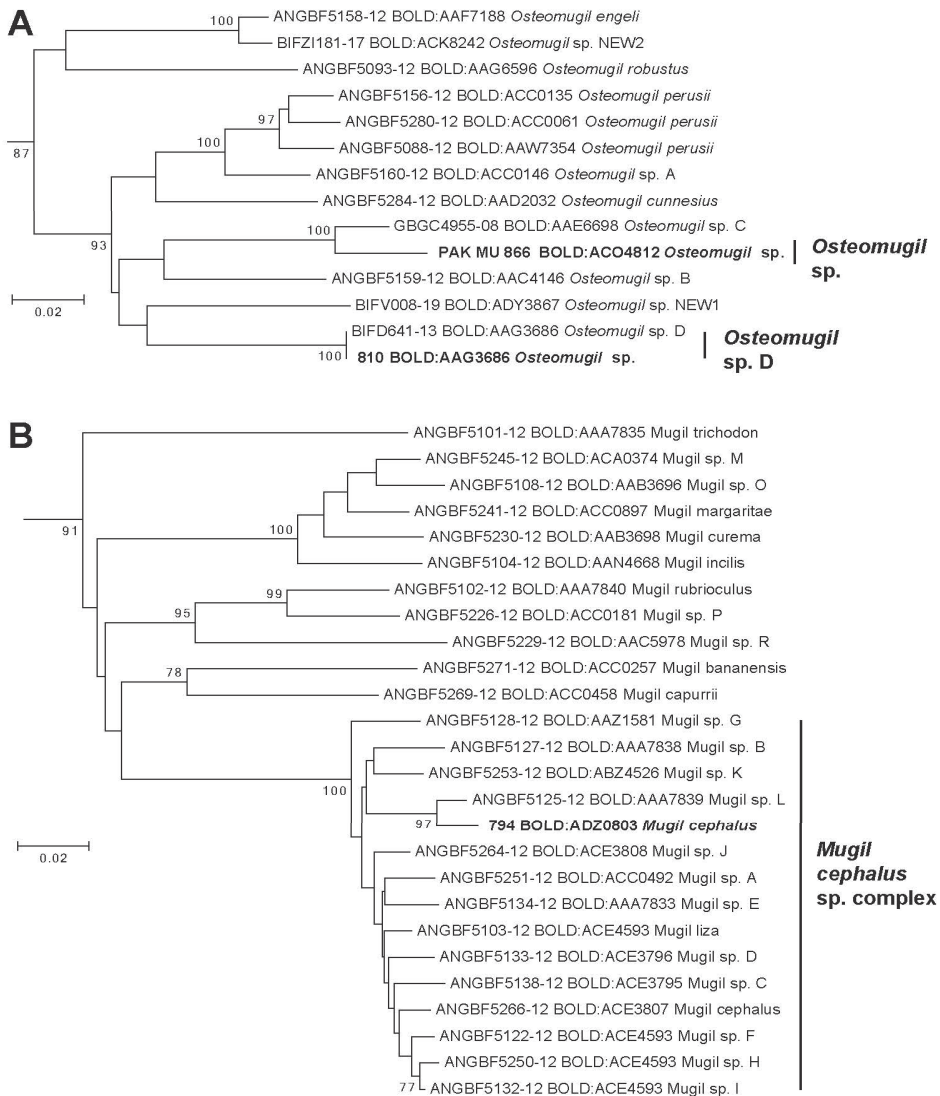 A
100
ANGBF5158-12 BOLD:AAF7188 Osteomugil engeli
BIFZI181-17 BOLD:ACK8242 Osteomugil sp. NEW2
ANGBF5093-12 BOLD:AAG6596 Osteomugil robustus
ANGBF5156-12 BOLD:ACC0135 Osteomugil perusii
97
ANGBF5280-12 BOLD:ACC0061 Osteomugil perusii
100
ANGBF5088-12 BOLD:AAW7354 Osteomugil perusii
87
ANGBF5160-12 BOLD:ACC0146 Osteomugil sp. A
ANGBF5284-12 BOLD:AAD2032 Osteomugil cunnesius
93
100
GBGC4955-08 BOLD:AAE6698 Osteomugil sp. C
PAK MU 866 BOLD:ACO4812 Osteomugil sp.
Osteomugil
sp.
ANGBF5159-12 BOLD:AAC4146 Osteomugil sp. B
0.02
BIFV008-19 BOLD:ADY3867 Osteomugil sp. NEW1
BIFD641-13 BOLD:AAG3686 Osteomugil sp. D
100
810 BOLD:AAG3686 Osteomugil sp.
Osteomugil
sp. D
B
ANGBF5101-12 BOLD:AAA7835 Mugil trichodon
ANGBF5245-12 BOLD:ACA0374 Mugil sp. M
ANGBF5108-12 BOLD:AAB3696 Mugil sp. O
91
100
ANGBF5241-12 BOLD:ACC0897 Mugil margaritae
ANGBF5230-12 BOLD:AAB3698 Mugil curema
ANGBF5104-12 BOLD:AAN4668 Mugil incilis
99
ANGBF5102-12 BOLD:AAA7840 Mugil rubrioculus
95
ANGBF5226-12 BOLD:ACC0181 Mugil sp. P
ANGBF5229-12 BOLD:AAC5978 Mugil sp. R
78
ANGBF5271-12 BOLD:ACC0257 Mugil bananensis
ANGBF5269-12 BOLD:ACC0458 Mugil capurrii
ANGBF5128-12 BOLD:AAZ1581 Mugil sp. G
ANGBF5127-12 BOLD:AAA7838 Mugil sp. B
100
ANGBF5253-12 BOLD:ABZ4526 Mugil sp. K
ANGBF5125-12 BOLD:AAA7839 Mugil sp. L
97
794 BOLD:ADZ0803 Mugil cephalus
0.02
ANGBF5264-12 BOLD:ACE3808 Mugil sp. J
ANGBF5251-12 BOLD:ACC0492 Mugil sp. A
ANGBF5134-12 BOLD:AAA7833 Mugil sp. E
Mugil
cephalus
sp. complex
ANGBF5103-12 BOLD:ACE4593 Mugil liza
ANGBF5133-12 BOLD:ACE3796 Mugil sp. D
ANGBF5138-12 BOLD:ACE3795 Mugil sp. C
ANGBF5266-12 BOLD:ACE3807 Mugil cephalus
ANGBF5122-12 BOLD:ACE4593 Mugil sp. F
ANGBF5250-12 BOLD:ACE4593 Mugil sp. H
77
ANGBF5132-12 BOLD:ACE4593 Mugil sp. I